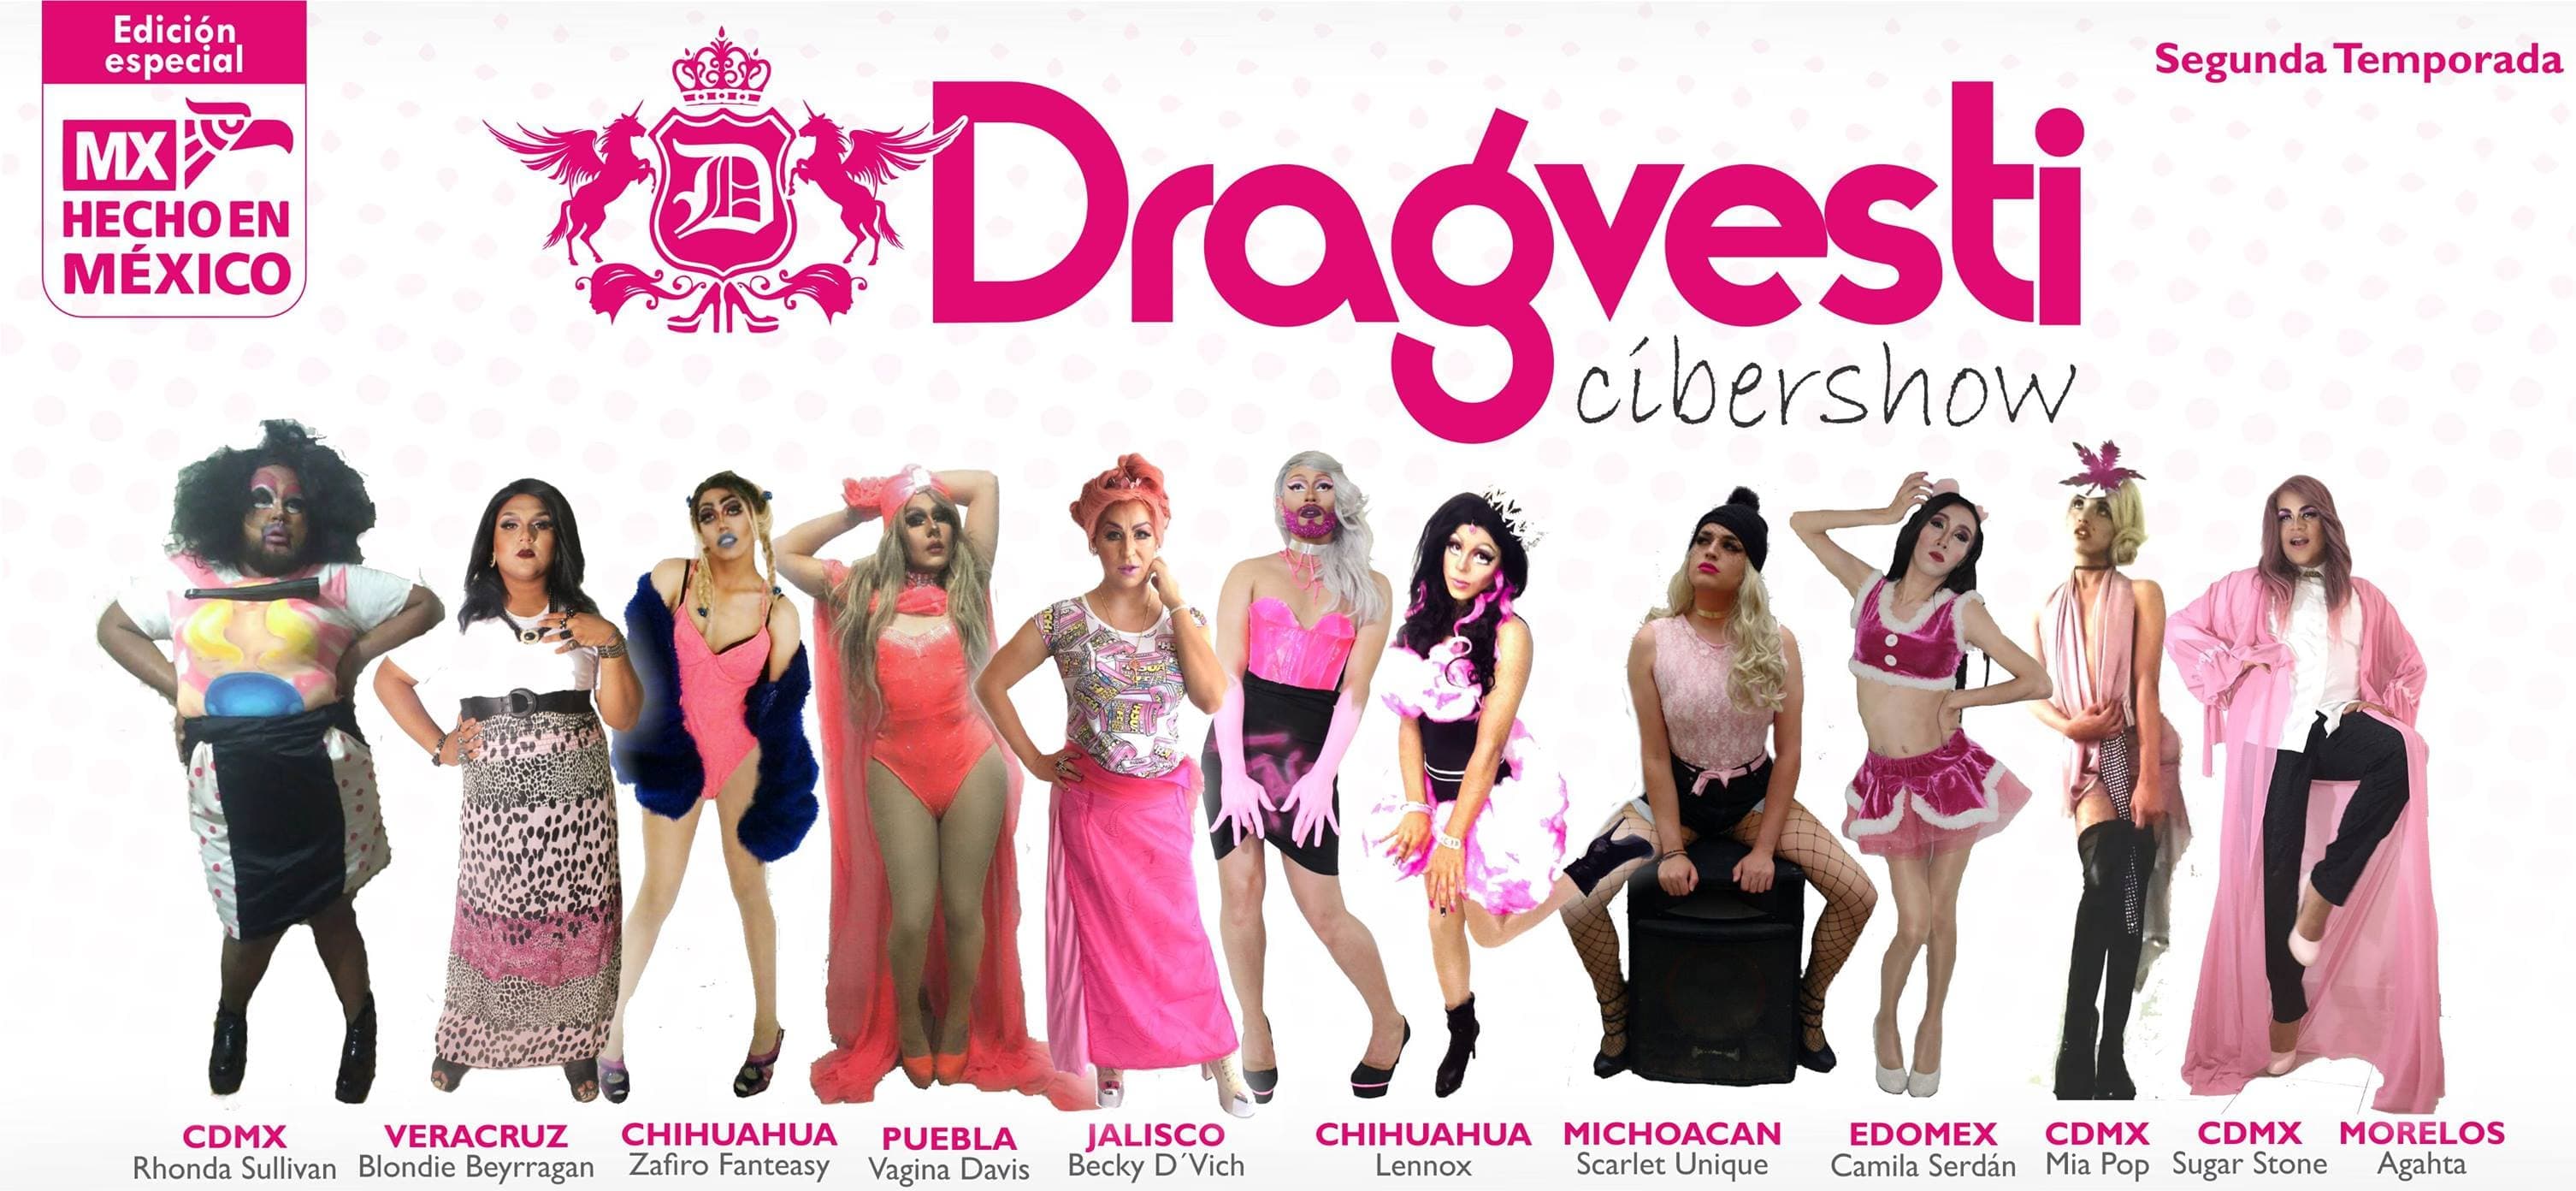 Edición
especial
MX
HECHO EN
MÉXICO
D
Dragvesti
cibershow
Segunda Temporada
CDMX
Rhonda Sullivan
VERACRUZ
Blondie Beyrragan
CHIHUAHUA
Zafiro Fanteasy
PUEBLA
Vagina Davis
JALISCO
Becky D´Vich
CHIHUAHUA
Lennox
MICHOACAN
Scarlet Unique
EDOMEX
Camila Serdán
CDMX
Mia Pop
CDMX
Sugar Stone
MORELOS
Agahta